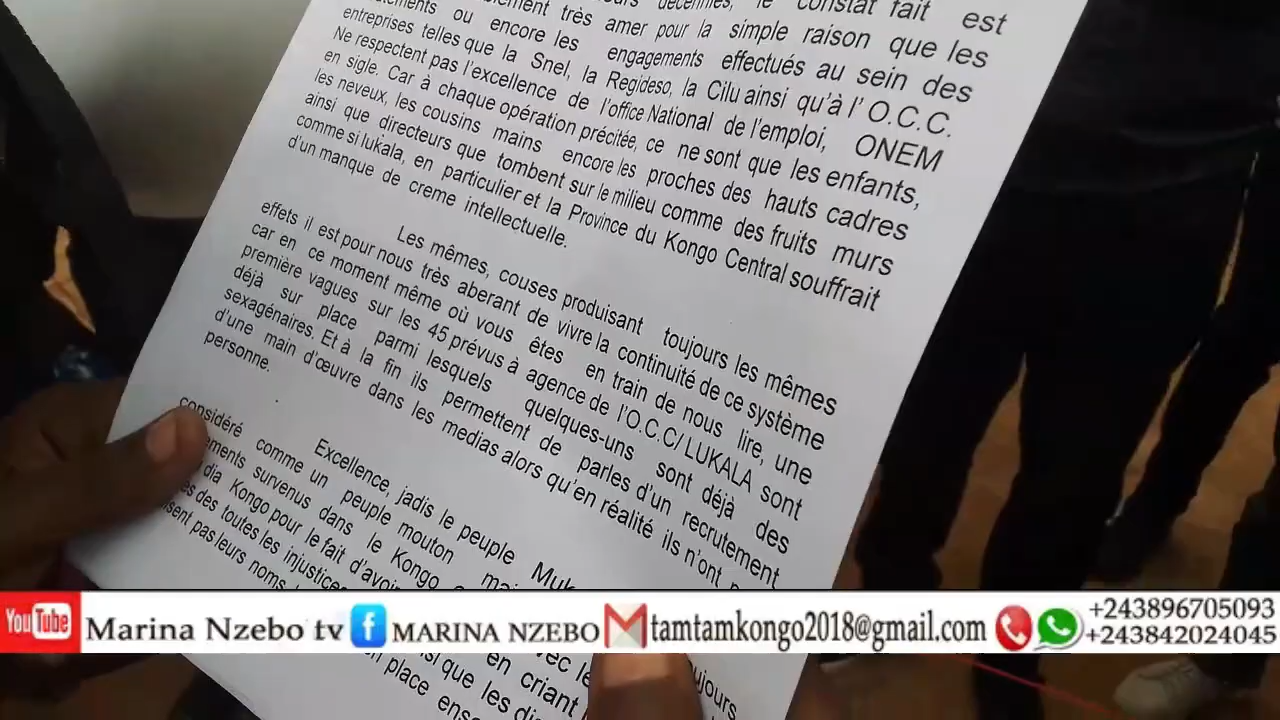 décennies, le constat fait est
très amer pour la simple raison que les
ou encore les engagements effectués au sein des
entreprises telles que la Snel, la Regideso, la Cilu ainsi qu'à l' O.C.C.
Ne respectent pas l'excellence de l'office National de l'emploi, ONEM
en sigle. Car à chaque opération précitée, ce ne sont que les enfants,
les neveux, les cousins mains encore les proches des hauts cadres
ainsi que directeurs que tombent sur le milieu comme des fruits murs
comme si lukala, en particulier et la Province du Kongo Central souffrait
d'un manque de creme intellectuelle.
Les mêmes, couses produisant toujours les mêmes
effets il est pour nous très aberant de vivre la continuité de ce système
car en ce moment même où vous êtes en train de nous lire, une
première vagues sur les 45 prévus à agence de l'O.C.C/ LUKALA sont
déjà sur place parmi lesquels quelques-uns sont déjà des
sexagénaires. Et à la fin ils permettent de parles d'un recrutement
d'une main d'œuvre dans les medias alors qu'en réalité ils n'ont
personne.
Excellence, jadis le peuple
considéré comme un peuple mouton
survenus dans le Kongo
dia Kongo pour le fait d'avoir
des toutes les injustices
pas leurs noms
en criant
que les
place
YouTube Marina Nzebo tv f MARINA NZEBO tamtamkongo2018@gmail.com +243896705093
+243842024045